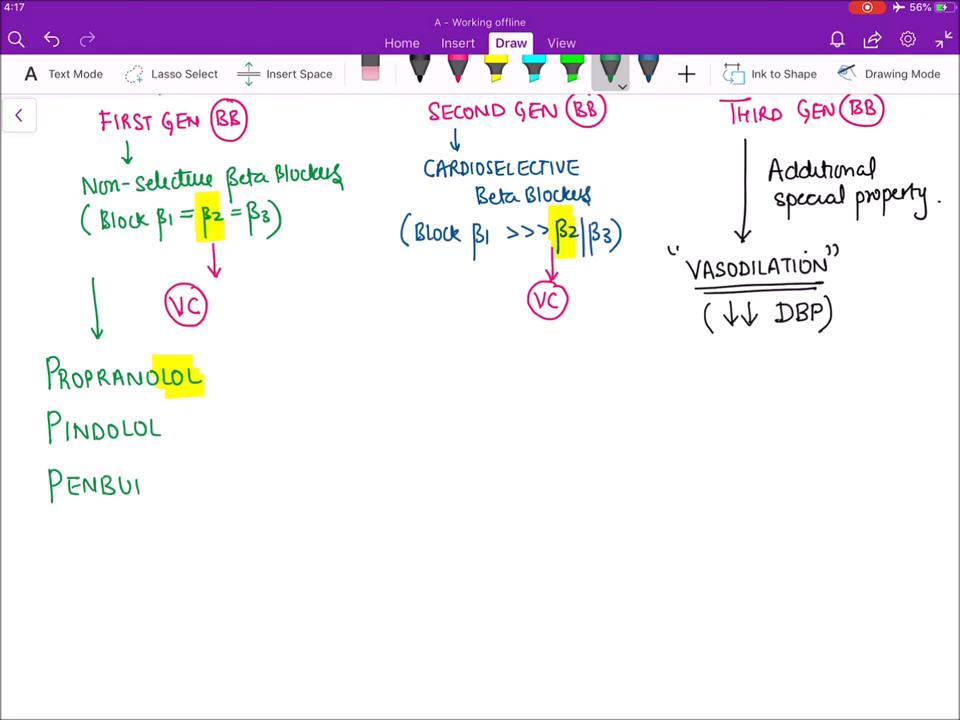 4:17
56%
A - Working offline
Home Insert Draw View
Text Mode Lasso Select Insert Space Ink to Shape Drawing Mode
FIRST GEN BB
Non-selective Beta Blockers
(Block β1 = β2 = β3)
VC
PROPRANOLOL
PINDOLOL
PENBUI
SECOND GEN BB
CARDIOSELECTIVE
Beta Blockers
(Block β1 >>> β2|β3)
VC
THIRD GEN BB
Additional
special property.
"VASODILATION"
(↓↓ DBP)